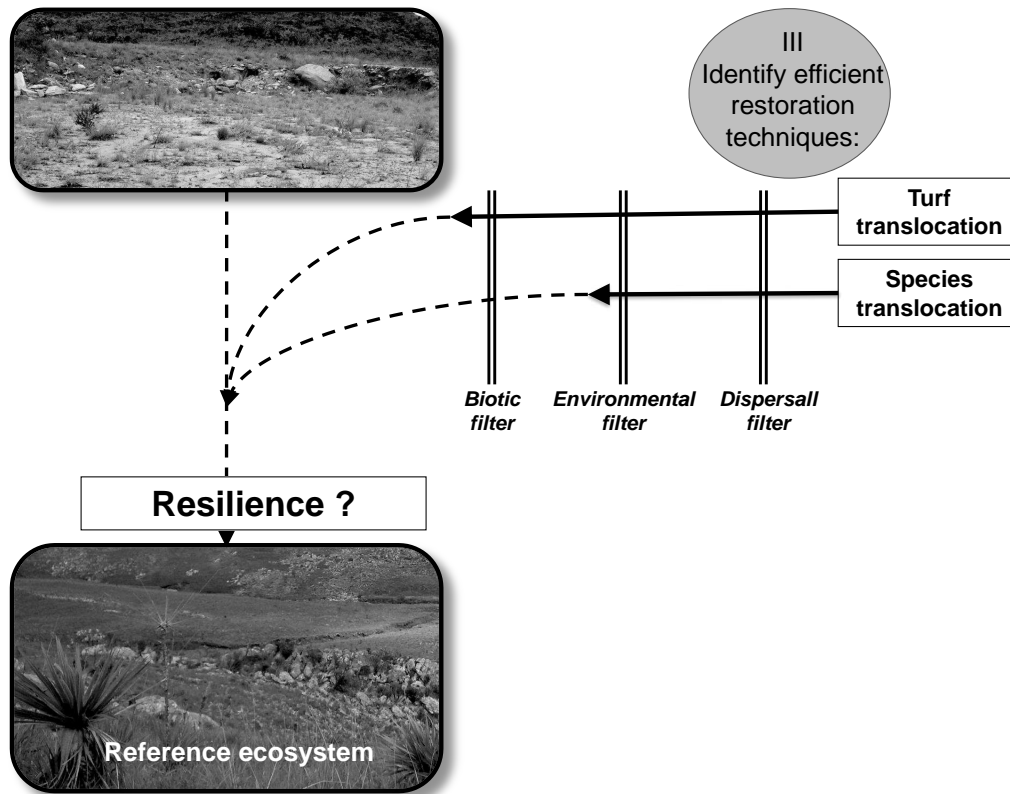 III
Identify efficient
restoration
techniques:
Turf
translocation
Species
translocation
Biotic
filter
Environmental
filter
Dispersall
filter
Resilience ?
Reference ecosystem